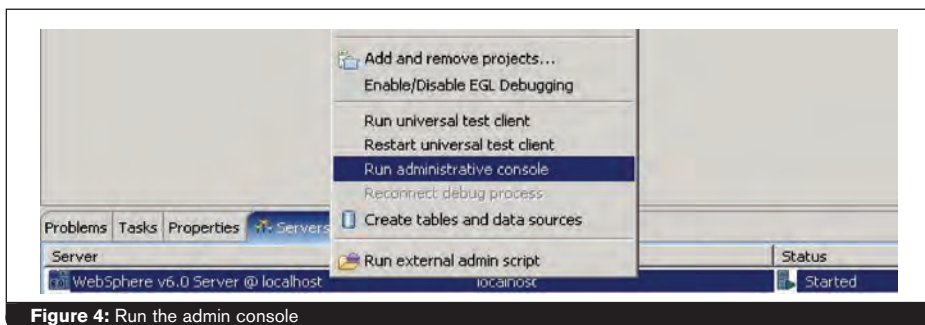 Add and remove projects...
Enable/Disable EGL Debugging
Run universal test client
Restart universal test client
Run administrative console
Reconnect debug process
Create tables and data sources
Run external admin script
Problems Tasks Properties Servers
Server Status
WebSphere v6.0 Server @ localhost localhost Started
Figure 4: Run the admin console